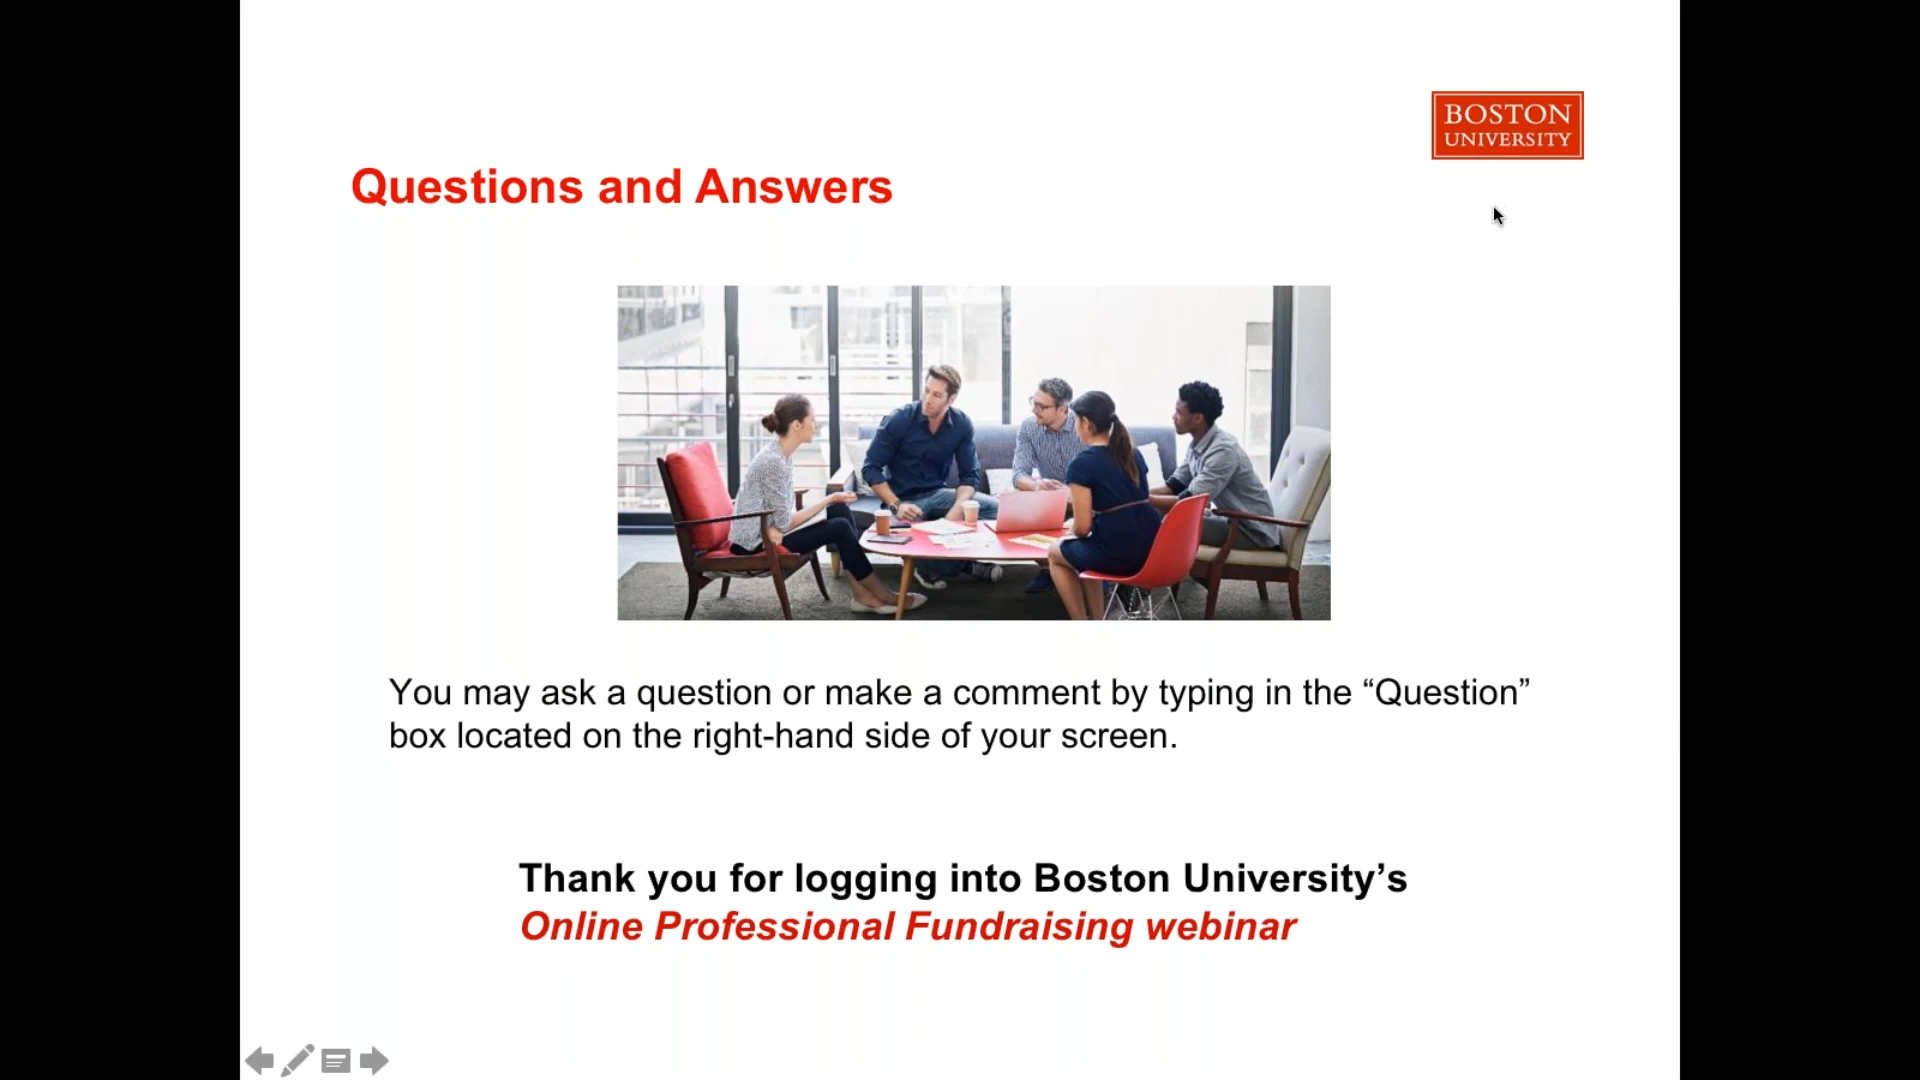 BOSTON
UNIVERSITY
Questions and Answers
You may ask a question or make a comment by typing in the “Question”
box located on the right-hand side of your screen.
Thank you for logging into Boston University’s
Online Professional Fundraising webinar